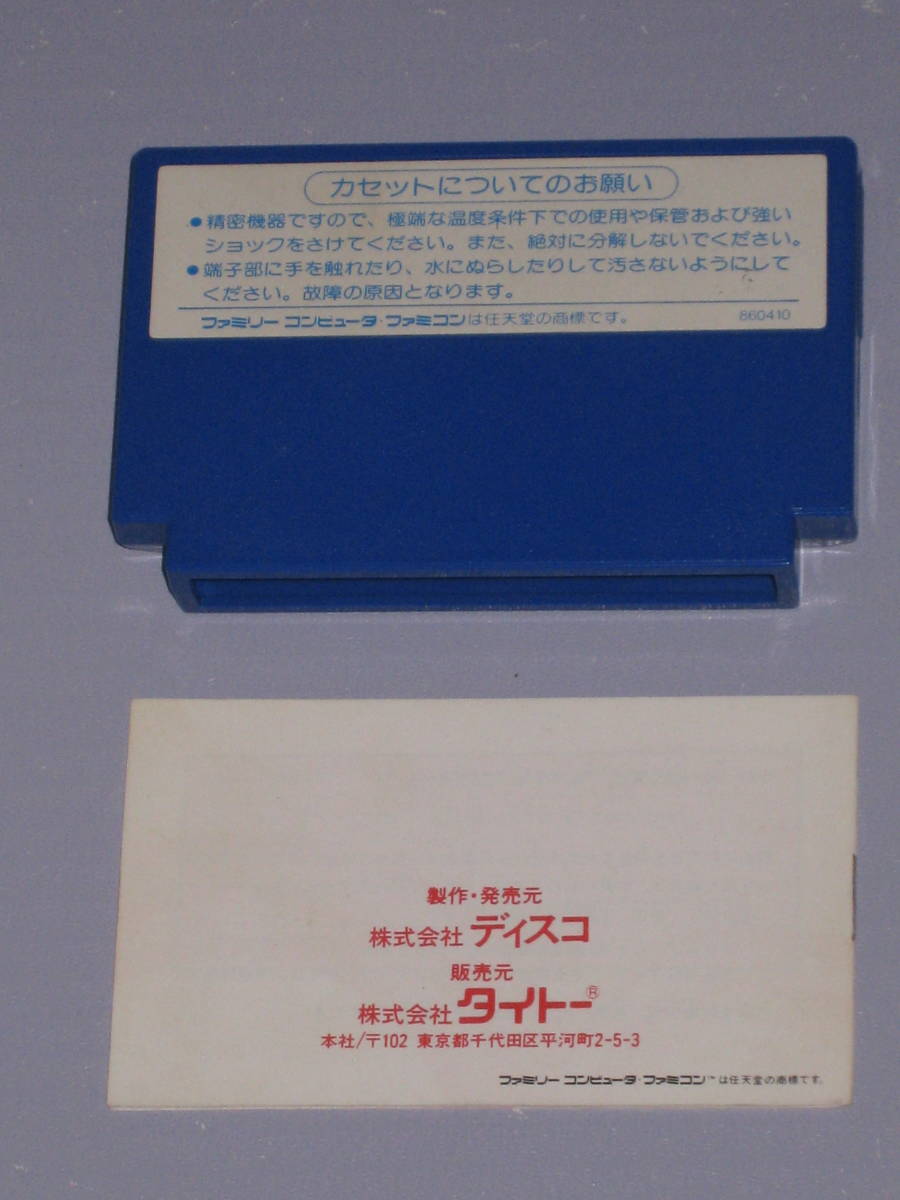 カセットについてのお願い
●精密機器ですので、極端な温度条件下での使用や保管および強い
ショックをさけてください。また、絶対に分解しないでください。
●端子部に手を触れたり、水にぬらしたりして汚さないようにして
ください。故障の原因となります。
ファミリー コンピュータ・ファミコンは任天堂の商標です。 860410
製作・発売元
株式会社 ディスコ
販売元
株式会社 タイトー®
本社/〒102 東京都千代田区平河町2-5-3
ファミリー コンピュータ・ファミコン™は任天堂の商標です。